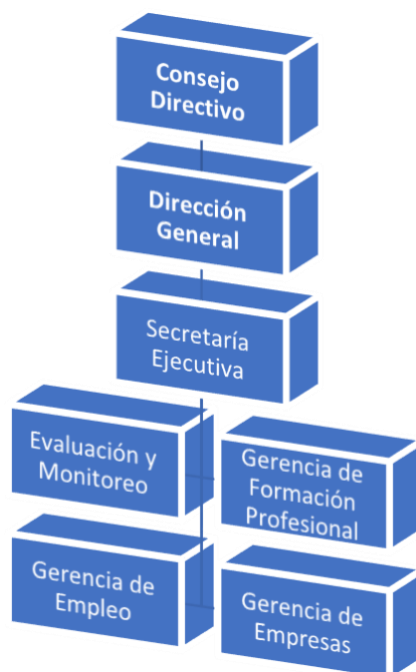 Consejo
Directivo
Dirección
General
Secretaría
Ejecutiva
Evaluación y
Monitoreo
Gerencia de
Formación
Profesional
Gerencia de
Empleo
Gerencia de
Empresas